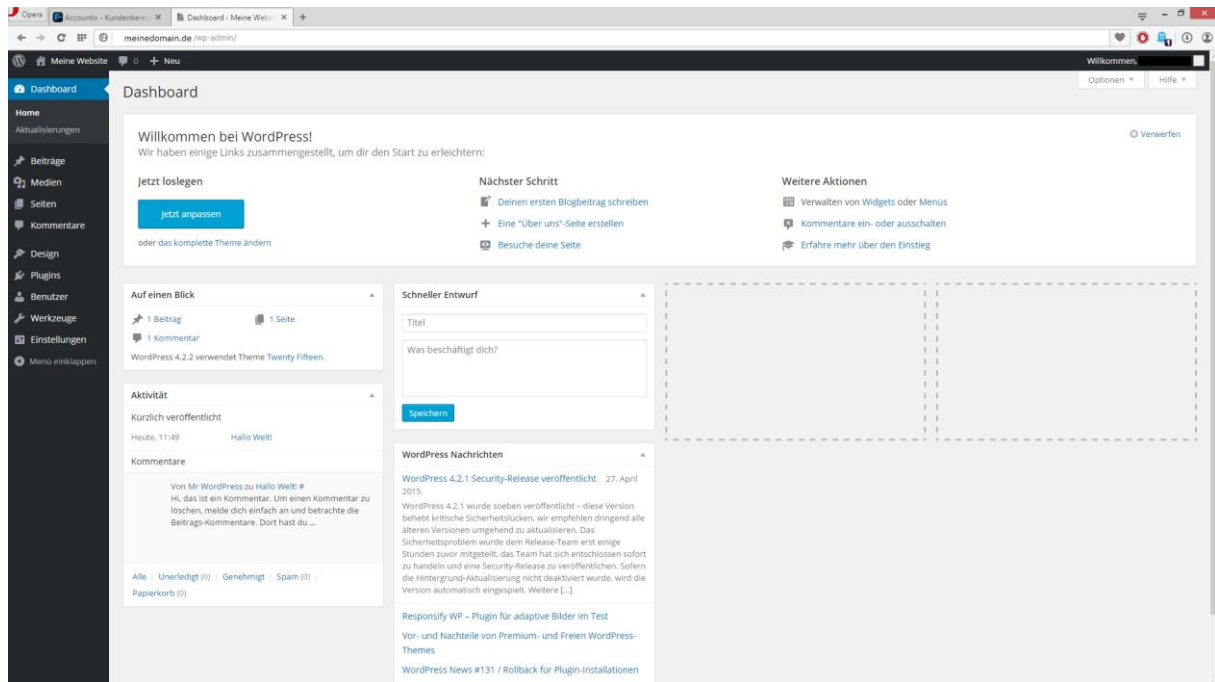 Opera
Accountix - Kundenberei
Dashboard ‹ Meine Websi
meinedomain.de/wp-admin/
Meine Website
0
Neu
Willkommen,
Dashboard
Home
Aktualisierungen
Beiträge
Medien
Seiten
Kommentare
Design
Plugins
Benutzer
Werkzeuge
Einstellungen
Menü einklappen
Optionen
Hilfe
Dashboard
Willkommen bei WordPress!
Verwerfen
Wir haben einige Links zusammengestellt, um dir den Start zu erleichtern:
Jetzt loslegen
Jetzt anpassen
oder das komplette Theme ändern
Nächster Schritt
Deinen ersten Blogbeitrag schreiben
Eine "Über uns"-Seite erstellen
Besuche deine Seite
Weitere Aktionen
Verwalten von Widgets oder Menüs
Kommentare ein- oder ausschalten
Erfahre mehr über den Einstieg
Auf einen Blick
1 Beitrag
1 Seite
1 Kommentar
WordPress 4.2.2 verwendet Theme Twenty Fifteen.
Aktivität
Kürzlich veröffentlicht
Heute, 11:49 Hallo Welt!
Kommentare
Von Mr WordPress zu Hallo Welt! #
Hi, das ist ein Kommentar. Um einen Kommentar zu
löschen, melde dich einfach an und betrachte die
Beitrags-Kommentare. Dort hast du ...
Alle | Unerledigt (0) | Genehmigt | Spam (0) |
Papierkorb (0)
Schneller Entwurf
Titel
Was beschäftigt dich?
Speichern
WordPress Nachrichten
WordPress 4.2.1 Security-Release veröffentlicht 27. April
2015
WordPress 4.2.1 wurde soeben veröffentlicht – diese Version
behebt kritische Sicherheitslücken, wir empfehlen dringend alle
älteren Versionen umgehend zu aktualisieren. Das
Sicherheitsproblem wurde dem Release-Team erst einige
Stunden zuvor mitgeteilt, das Team hat sich entschlossen sofort
zu handeln und eine Security-Release zu veröffentlichen. Sofern
die Hintergrund-Aktualisierung nicht deaktiviert wurde, wird die
Version automatisch eingespielt. Weitere [...]
Responsify WP – Plugin für adaptive Bilder im Test
Vor- und Nachteile von Premium- und Freien WordPress-
Themes
WordPress News #131 / Rollback für Plugin-Installationen